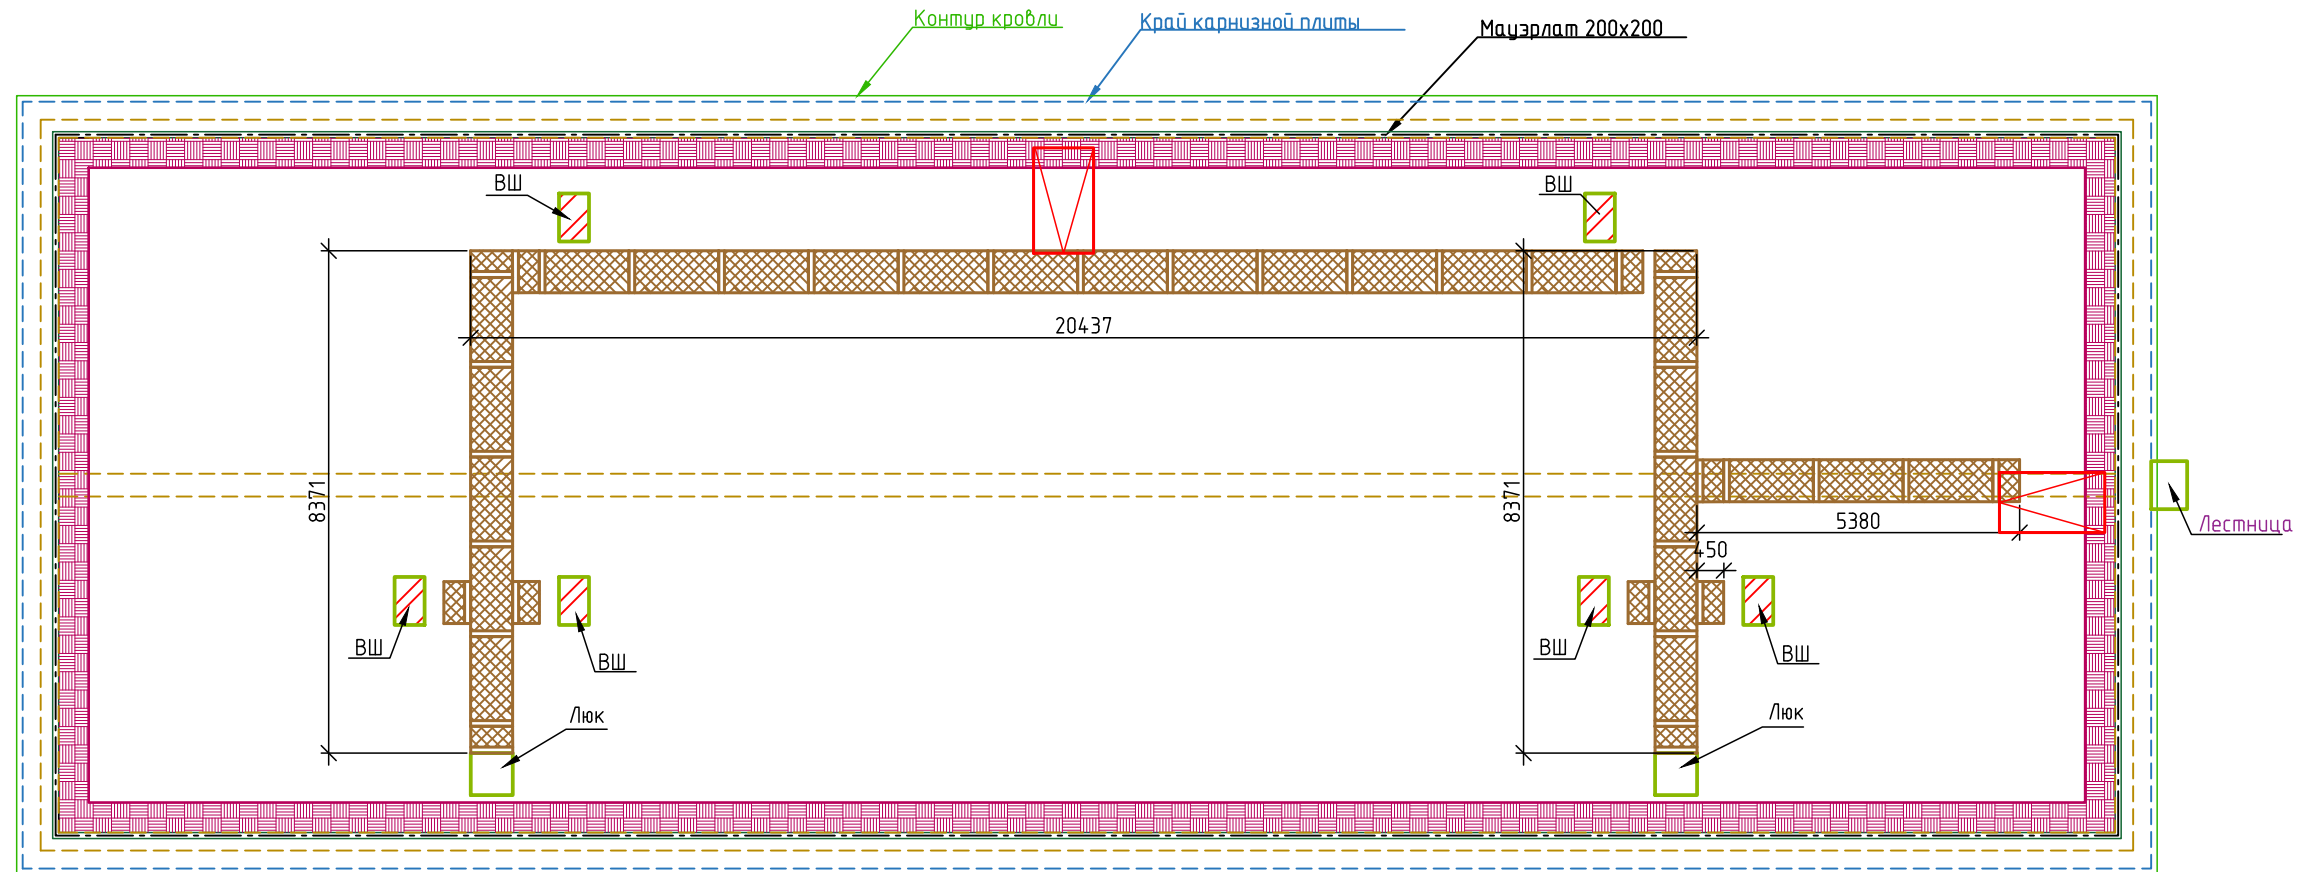 Контур кровли
Край карнизной плиты
Мауэрлат 200х200
ВШ
ВШ
20437
8371
8371
5380
Лестница
450
ВШ
ВШ
ВШ
ВШ
Люк
Люк